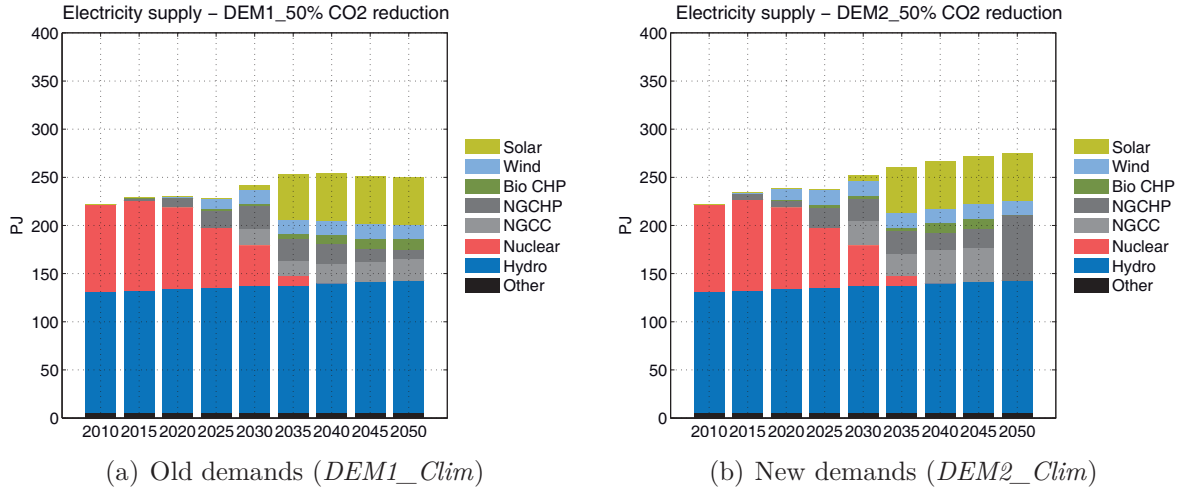 Electricity supply – DEM1_50% CO2 reduction
400
350
300
250
200
150
100
50
0
PJ
2010 2015 2020 2025 2030 2035 2040 2045 2050
Solar
Wind
Bio CHP
NGCHP
NGCC
Nuclear
Hydro
Other
(a) Old demands (DEM1_Clim)
Electricity supply – DEM2_50% CO2 reduction
400
350
300
250
200
150
100
50
0
PJ
2010 2015 2020 2025 2030 2035 2040 2045 2050
Solar
Wind
Bio CHP
NGCHP
NGCC
Nuclear
Hydro
Other
(b) New demands (DEM2_Clim)